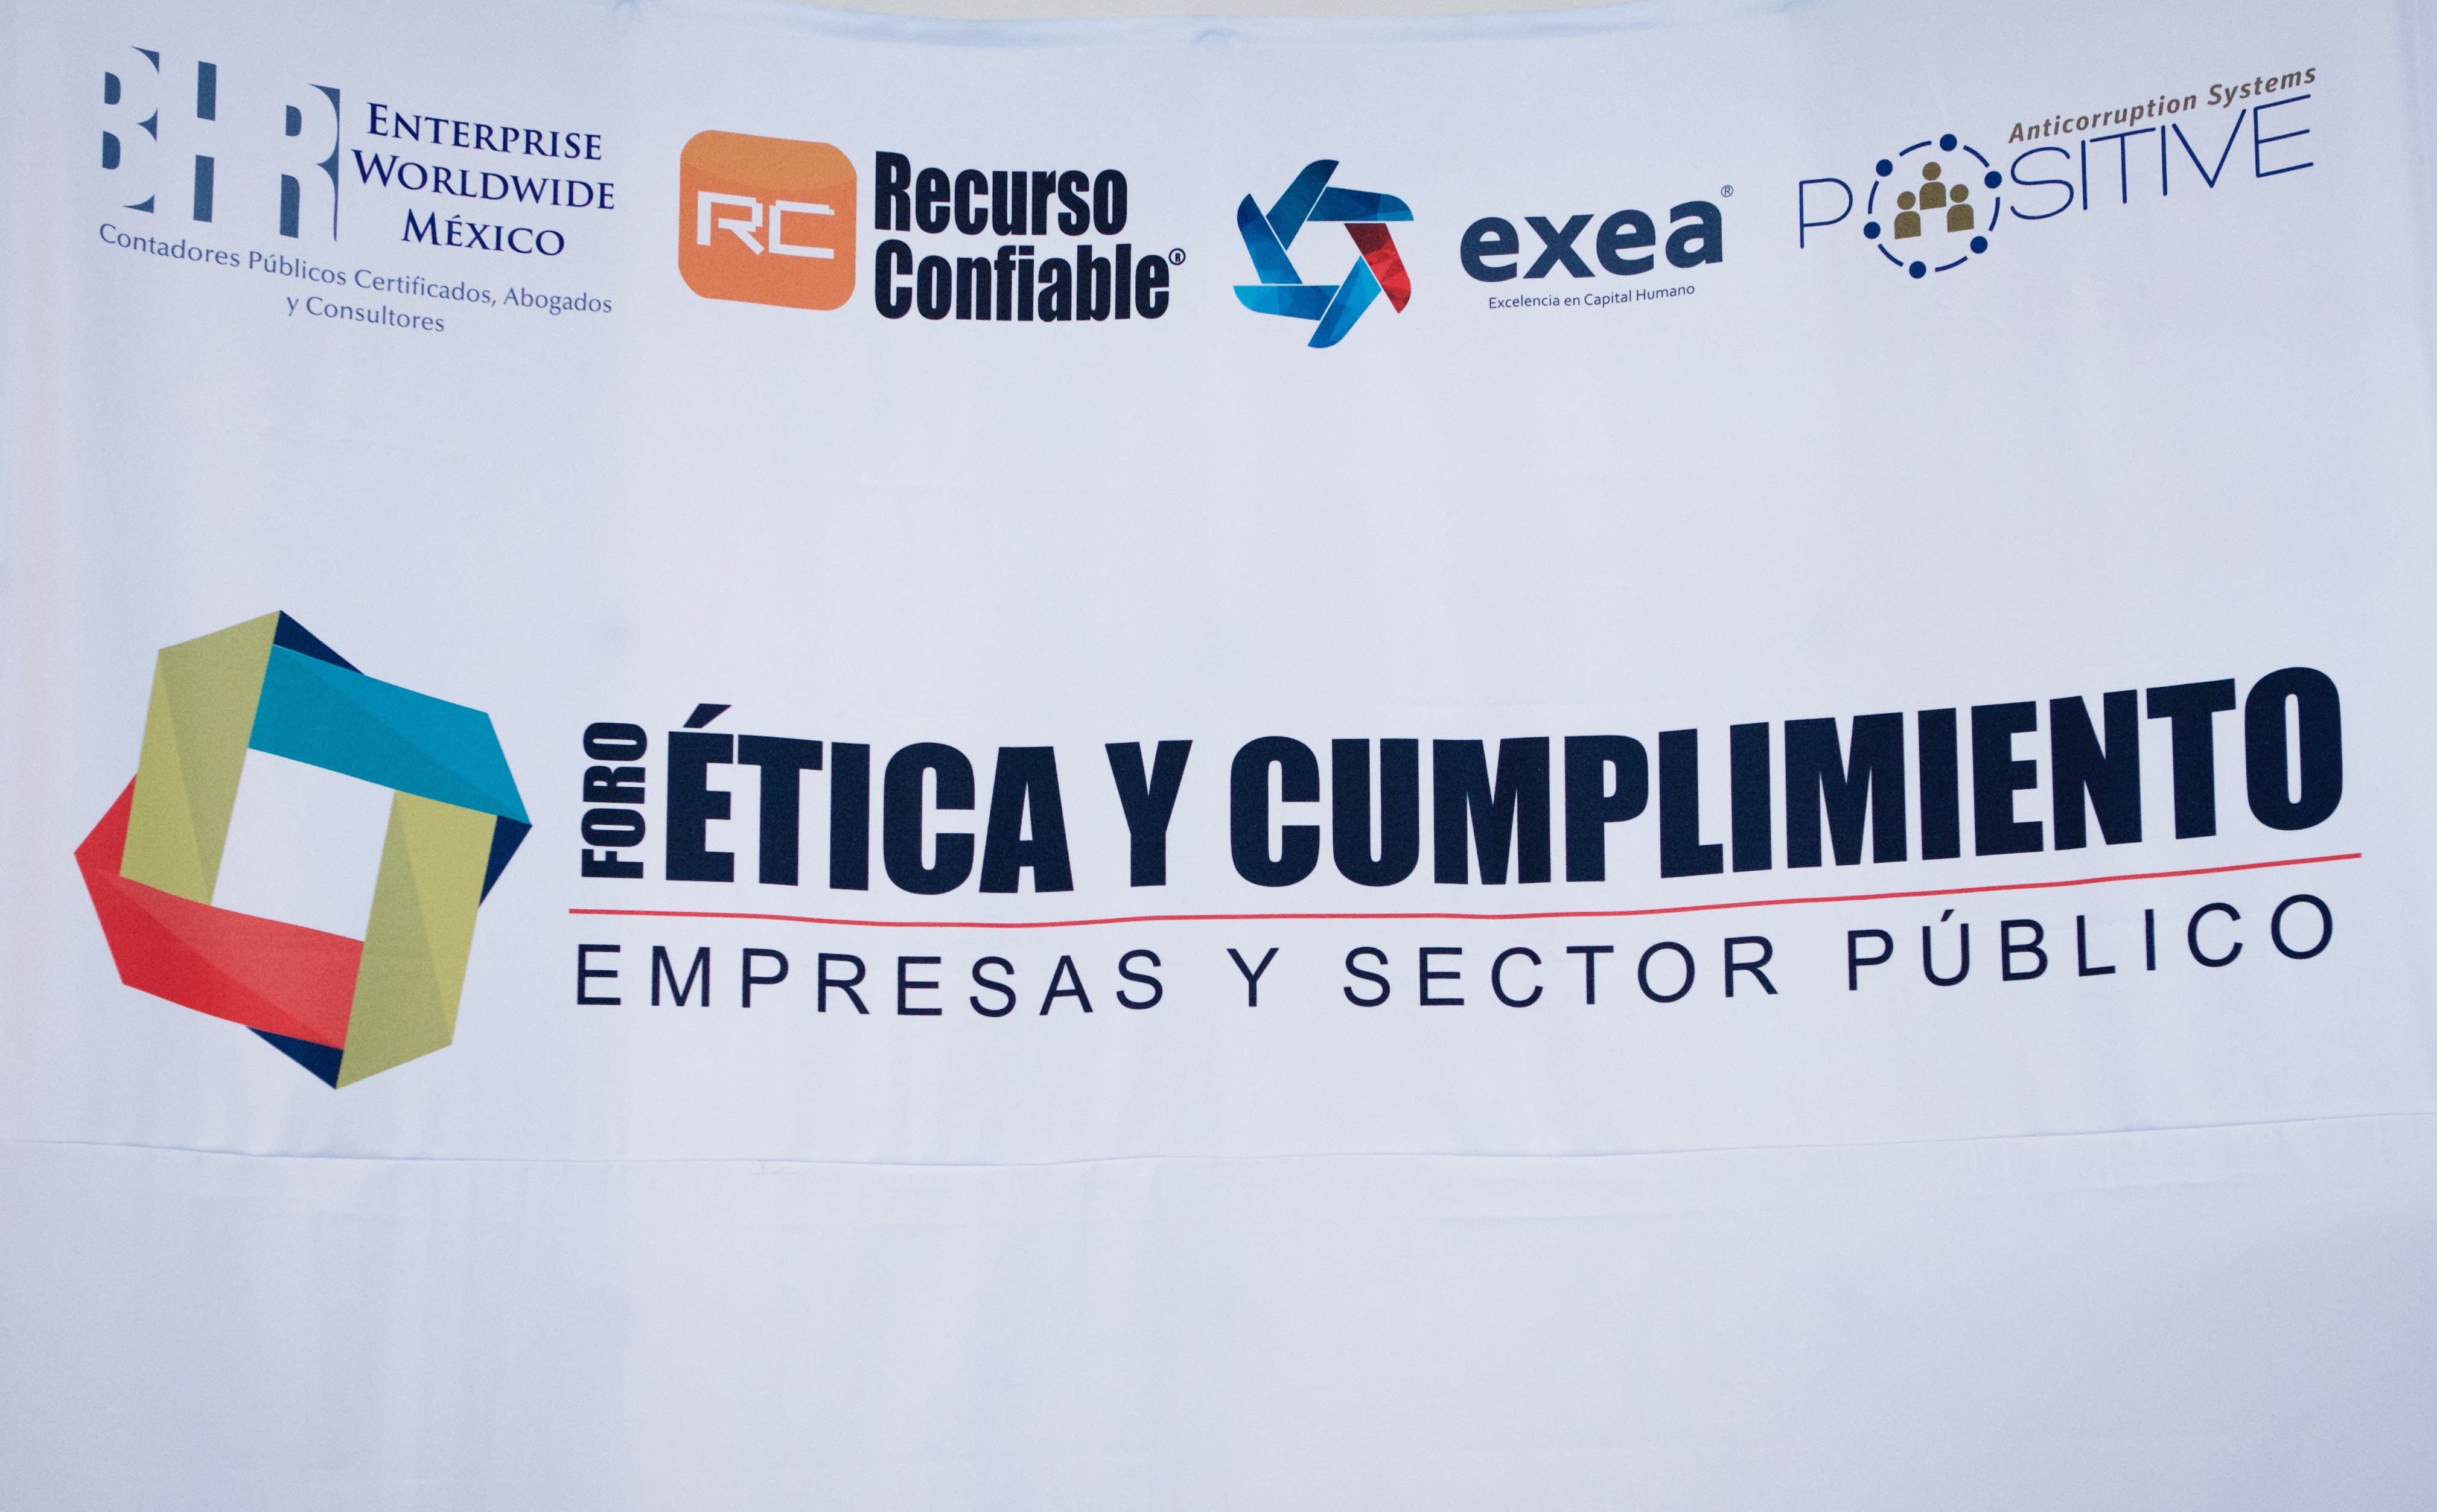 BHR
ENTERPRISE
WORLDWIDE
MÉXICO
Contadores Públicos Certificados, Abogados
y Consultores
RC
Recurso
Confiable®
exea®
Excelencia en Capital Humano
Anticorruption Systems
POSITIVE
FORO
ÉTICA Y CUMPLIMIENTO
EMPRESAS Y SECTOR PÚBLICO